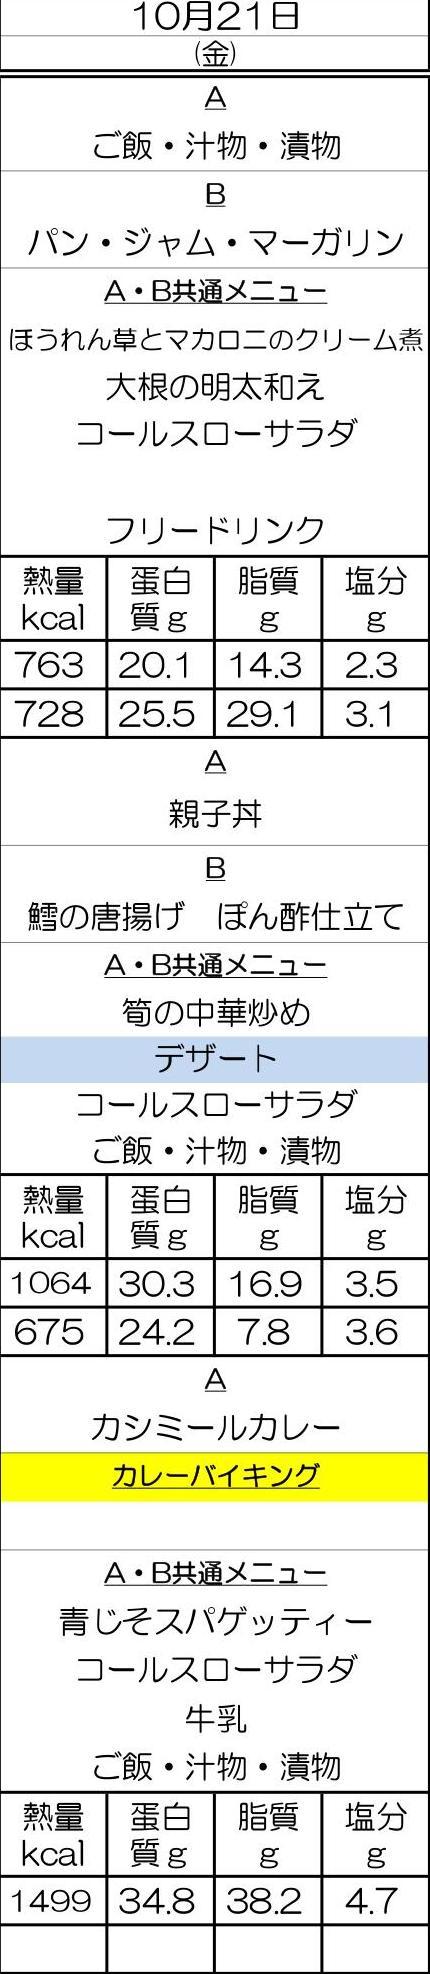 10月21日
(金)
A
ご飯・汁物・漬物
B
パン・ジャム・マーガリン
A・B共通メニュー
ほうれん草とマカロニのクリーム煮
大根の明太和え
コールスローサラダ
フリードリンク
熱量 蛋白 脂質 塩分
kcal 質g g g
763 20.1 14.3 2.3
728 25.5 29.1 3.1
A
親子丼
B
鱈の唐揚げ　ぽん酢仕立て
A・B共通メニュー
筍の中華炒め
デザート
コールスローサラダ
ご飯・汁物・漬物
熱量 蛋白 脂質 塩分
kcal 質g g g
1064 30.3 16.9 3.5
675 24.2 7.8 3.6
A
カシミールカレー
カレーバイキング
A・B共通メニュー
青じそスパゲッティー
コールスローサラダ
牛乳
ご飯・汁物・漬物
熱量 蛋白 脂質 塩分
kcal 質g g g
1499 34.8 38.2 4.7